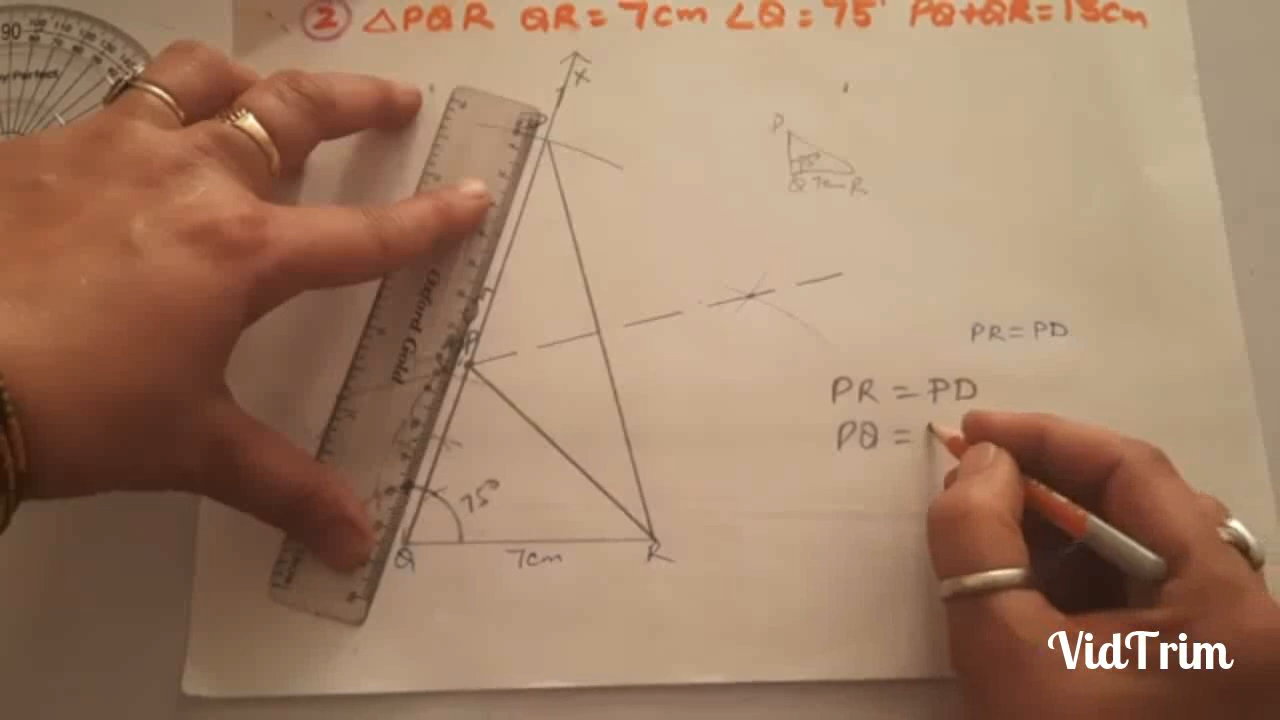 ② △PQR QR = 7cm ∠Q = 75° PQ+QR = 13cm
90
x
D
P
75°
Q 7cm R
Oxford Gold
P
PR = PD
PR = PD
PQ =
75°
Q 7cm R
VidTrim